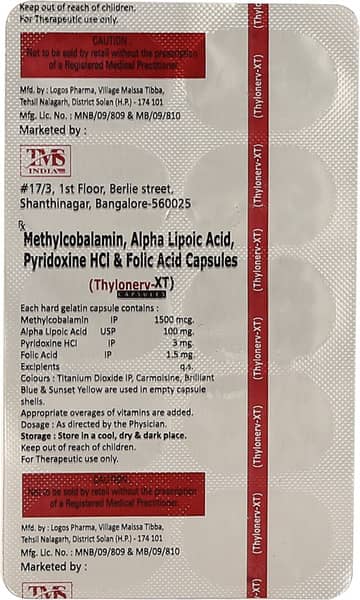 Keep out of reach of children.
For Therapeutic use only.
CAUTION
Not to be sold by retail without the prescription
of a Registered Medical Practitioner.
Mfd. by : Logos Pharma, Village Maissa Tibba,
Tehsil Nalagarh, District Solan (H.P.) - 174 101
Mfg. Lic. No. : MNB/09/809 & MB/09/810
Marketed by :
TMS
INDIA
#17/3, 1st Floor, Berlie street,
Shanthinagar, Bangalore-560025
Rx
Methylcobalamin, Alpha Lipoic Acid,
Pyridoxine HCl & Folic Acid Capsules
(Thylonerv-XT)
CAPSULES
Each hard gelatin capsule contains :
Methylcobalamin IP 1500 mcg.
Alpha Lipoic Acid USP 100 mg.
Pyridoxine HCl IP 3 mg.
Folic Acid IP 1.5 mg.
Excipients q.s.
Colours : Titanium Dioxide IP, Carmoisine, Brilliant
Blue & Sunset Yellow are used in empty capsule
shells.
Appropriate overages of vitamins are added.
Dosage : As directed by the Physician.
Storage : Store in a cool, dry & dark place.
Keep out of reach of children.
For Therapeutic use only.
CAUTION
Not to be sold by retail without the prescription
of a Registered Medical Practitioner.
Mfd. by : Logos Pharma, Village Maissa Tibba,
Tehsil Nalagarh, District Solan (H.P.) - 174 101
Mfg. Lic. No. : MNB/09/809 & MB/09/810
Marketed by :
TMS
(Thylonerv-XT)
(Thylonerv-XT)
(Thylonerv-XT)
(Thylonerv-XT)
(Thylonerv-XT)
(Thylonerv-XT)